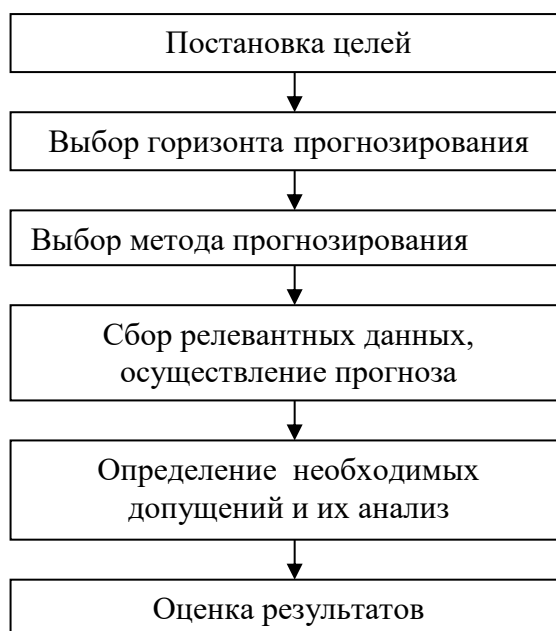 Постановка целей
Выбор горизонта прогнозирования
Выбор метода прогнозирования
Сбор релевантных данных,
осуществление прогноза
Определение необходимых
допущений и их анализ
Оценка результатов